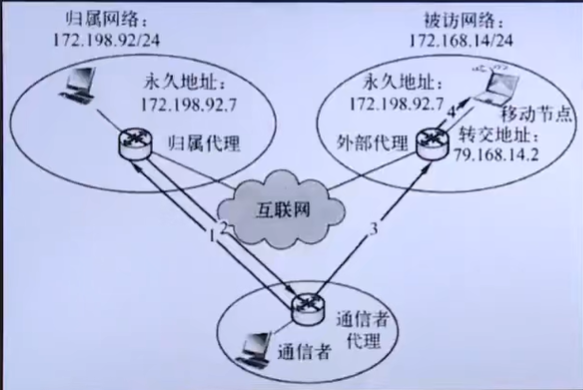 归属网络：
172.198.92/24
被访网络：
172.168.14/24
永久地址：
172.198.92.7
归属代理
永久地址：
172.198.92.7
4
移动节点
外部代理
转交地址：
79.168.14.2
互联网
1
2
3
通信者
代理
通信者